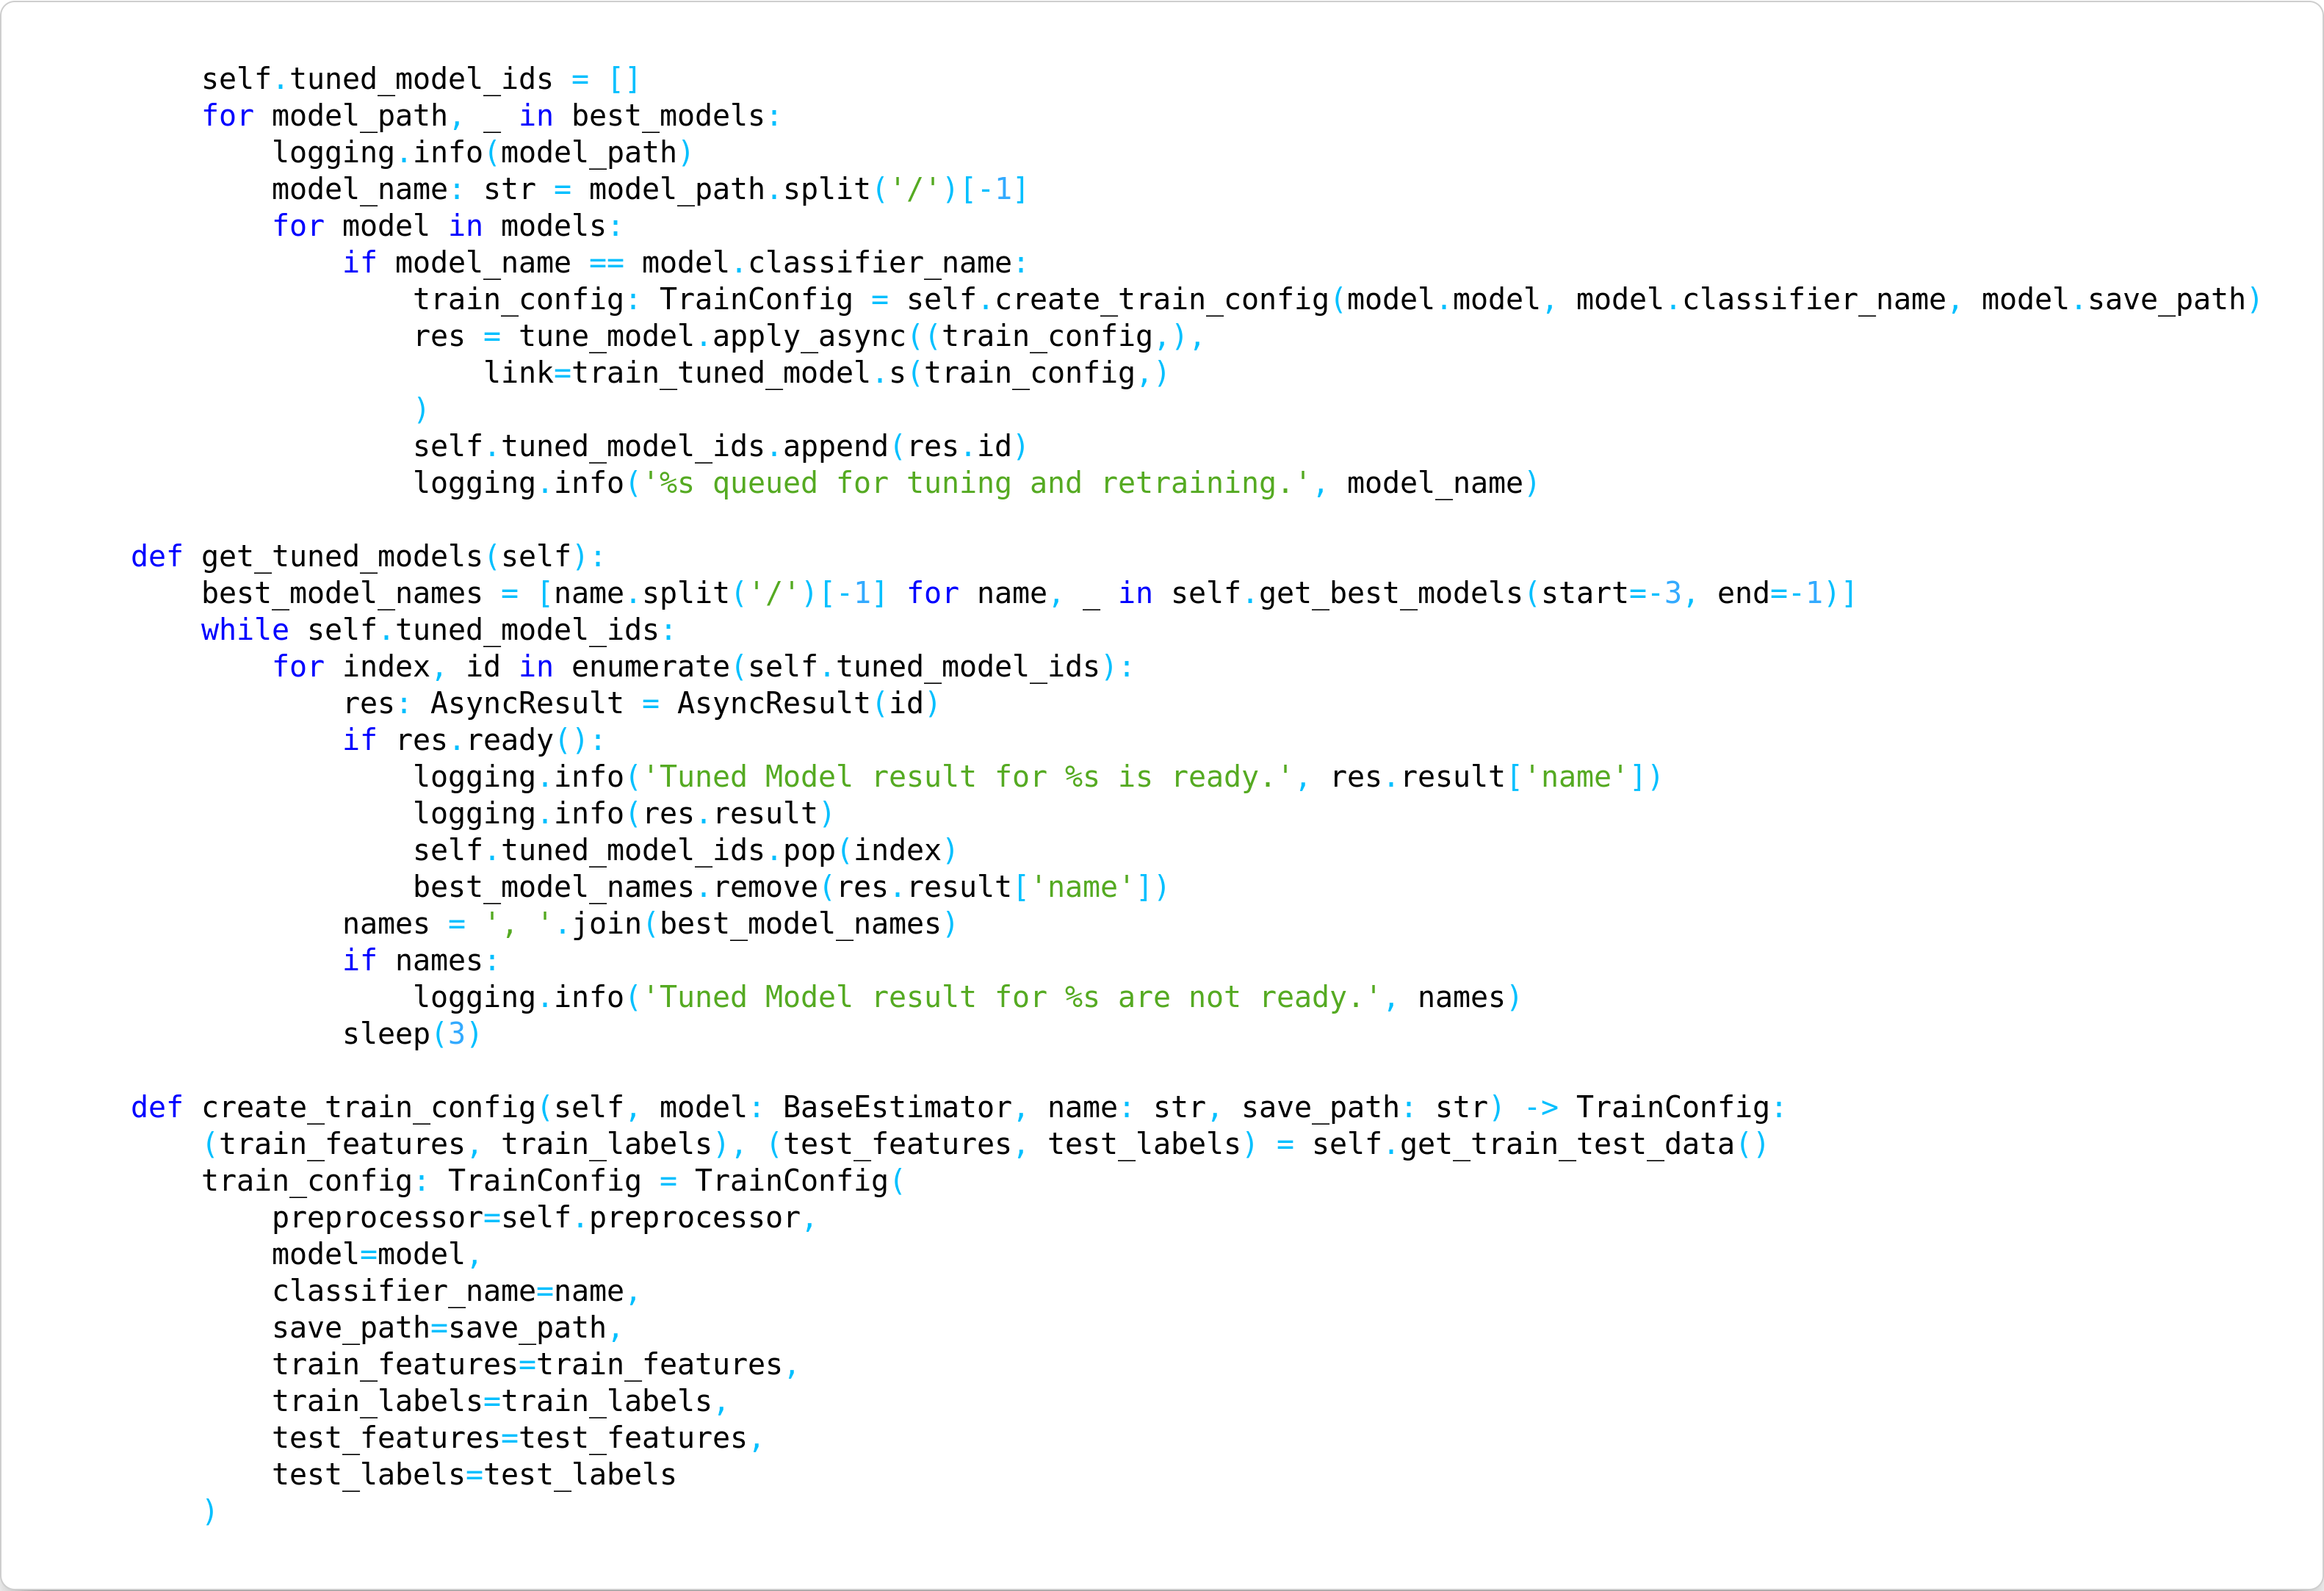 self.tuned_model_ids = []
    for model_path, _ in best_models:
        logging.info(model_path)
        model_name: str = model_path.split('/')[-1]
        for model in models:
            if model_name == model.classifier_name:
                train_config: TrainConfig = self.create_train_config(model.model, model.classifier_name, model.save_path)
                res = tune_model.apply_async((train_config,),
                    link=train_tuned_model.s(train_config,)
                )
                self.tuned_model_ids.append(res.id)
                logging.info('%s queued for tuning and retraining.', model_name)

def get_tuned_models(self):
    best_model_names = [name.split('/')[-1] for name, _ in self.get_best_models(start=-3, end=-1)]
    while self.tuned_model_ids:
        for index, id in enumerate(self.tuned_model_ids):
            res: AsyncResult = AsyncResult(id)
            if res.ready():
                logging.info('Tuned Model result for %s is ready.', res.result['name'])
                logging.info(res.result)
                self.tuned_model_ids.pop(index)
                best_model_names.remove(res.result['name'])
            names = ', '.join(best_model_names)
            if names:
                logging.info('Tuned Model result for %s are not ready.', names)
            sleep(3)

def create_train_config(self, model: BaseEstimator, name: str, save_path: str) -> TrainConfig:
    (train_features, train_labels), (test_features, test_labels) = self.get_train_test_data()
    train_config: TrainConfig = TrainConfig(
        preprocessor=self.preprocessor,
        model=model,
        classifier_name=name,
        save_path=save_path,
        train_features=train_features,
        train_labels=train_labels,
        test_features=test_features,
        test_labels=test_labels
    )